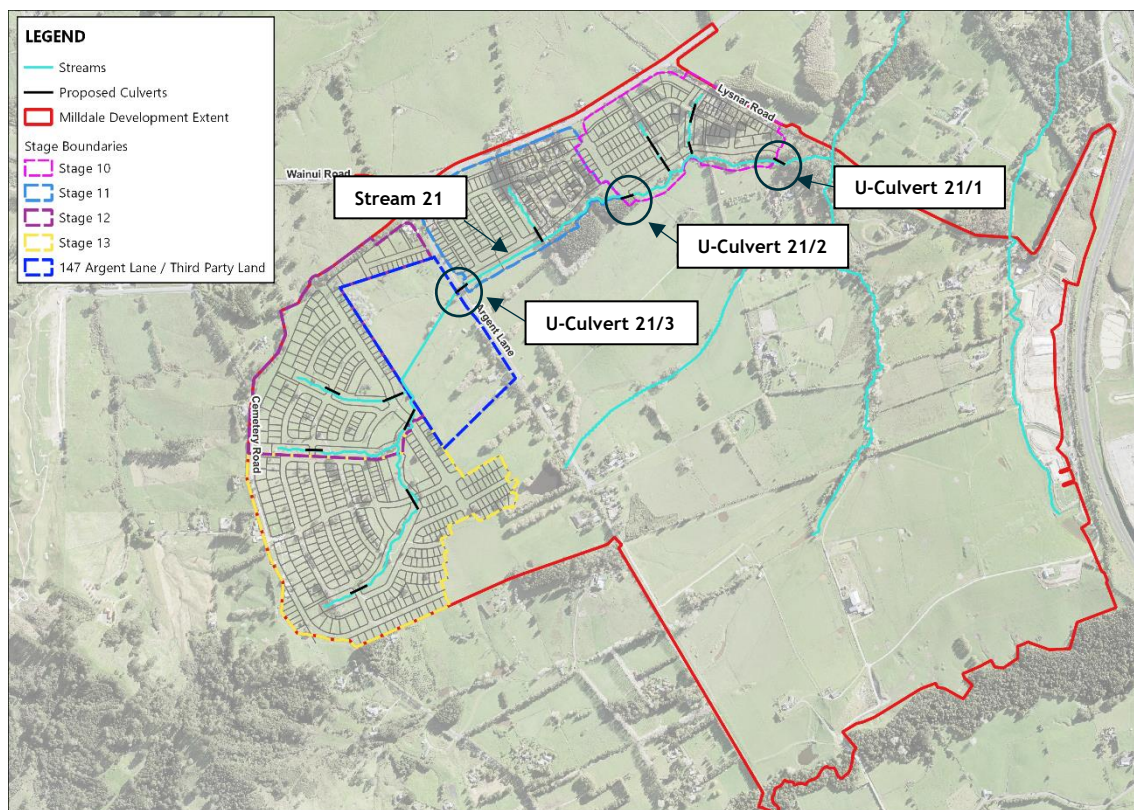 LEGEND
Streams
Proposed Culverts
Milldale Development Extent
Stage Boundaries
Stage 10
Stage 11
Stage 12
Stage 13
147 Argent Lane / Third Party Land
Lysnar Road
Wainui Road
U-Culvert 21/1
Stream 21
U-Culvert 21/2
U-Culvert 21/3
Argent Lane
Cemetery Road